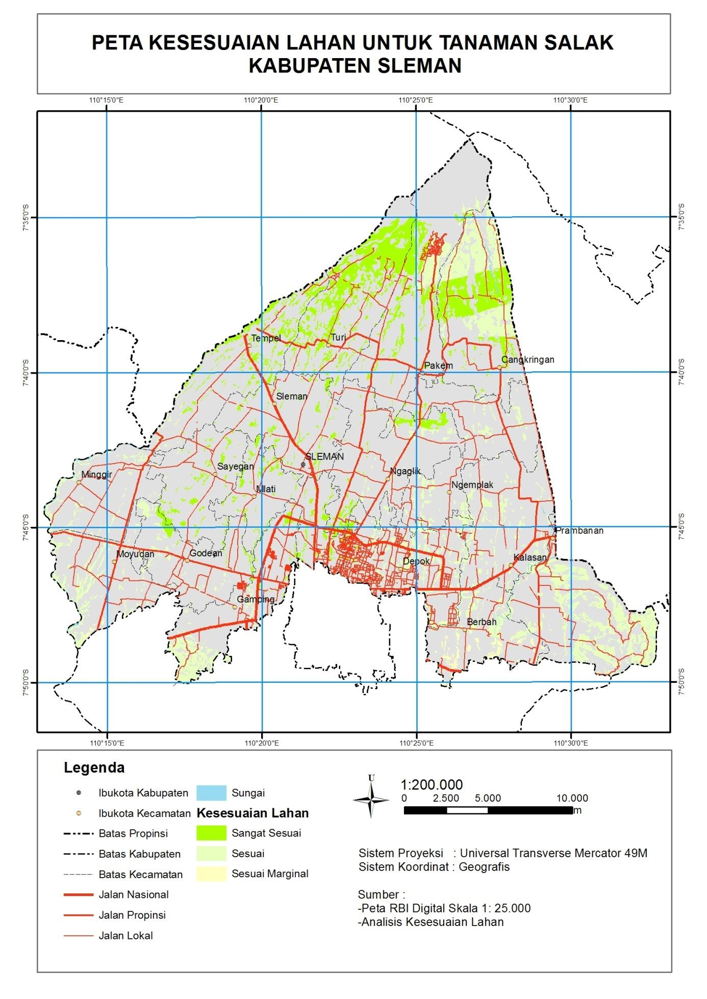 PETA KESESUAIAN LAHAN UNTUK TANAMAN SALAK
KABUPATEN SLEMAN
110°15'0"E
110°20'0"E
110°25'0"E
110°30'0"E
7°35'0"S
7°35'0"S
Tempel
Turi
Cangkringan
Pakem
7°40'0"S
7°40'0"S
Sleman
SLEMAN
Sayegan
Ngaglik
Minggir
Ngemplak
Mlati
7°45'0"S
7°45'0"S
Prambanan
Moyudan
Godean
Kalasan
Depok
Gamping
Berbah
7°50'0"S
7°50'0"S
110°15'0"E
110°20'0"E
110°25'0"E
110°30'0"E
Legenda
Ibukota Kabupaten
Ibukota Kecamatan
Batas Propinsi
Batas Kabupaten
Batas Kecamatan
Jalan Nasional
Jalan Propinsi
Jalan Lokal
Sungai
Kesesuaian Lahan
Sangat Sesuai
Sesuai
Sesuai Marginal
U
1:200.000
0 2.500 5.000 10.000
m
Sistem Proyeksi : Universal Transverse Mercator 49M
Sistem Koordinat : Geografis
Sumber :
-Peta RBI Digital Skala 1: 25.000
-Analisis Kesesuaian Lahan